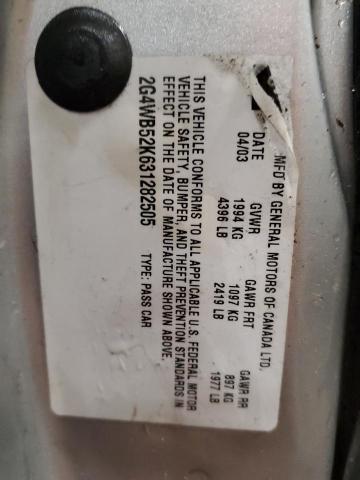 MFD BY GENERAL MOTORS OF CANADA LTD.
DATE GVWR GAWR FRT GAWR RR
04/03 1994 KG 1097 KG 897 KG
4396 LB 2419 LB 1977 LB
THIS VEHICLE CONFORMS TO ALL APPLICABLE U.S. FEDERAL MOTOR
VEHICLE SAFETY, BUMPER, AND THEFT PREVENTION STANDARDS IN
EFFECT ON THE DATE OF MANUFACTURE SHOWN ABOVE.
2G4WB52K631282505 TYPE: PASS CAR